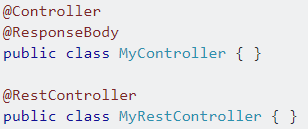 @Controller
@ResponseBody
public class MyController { }
@RestController
public class MyRestController { }